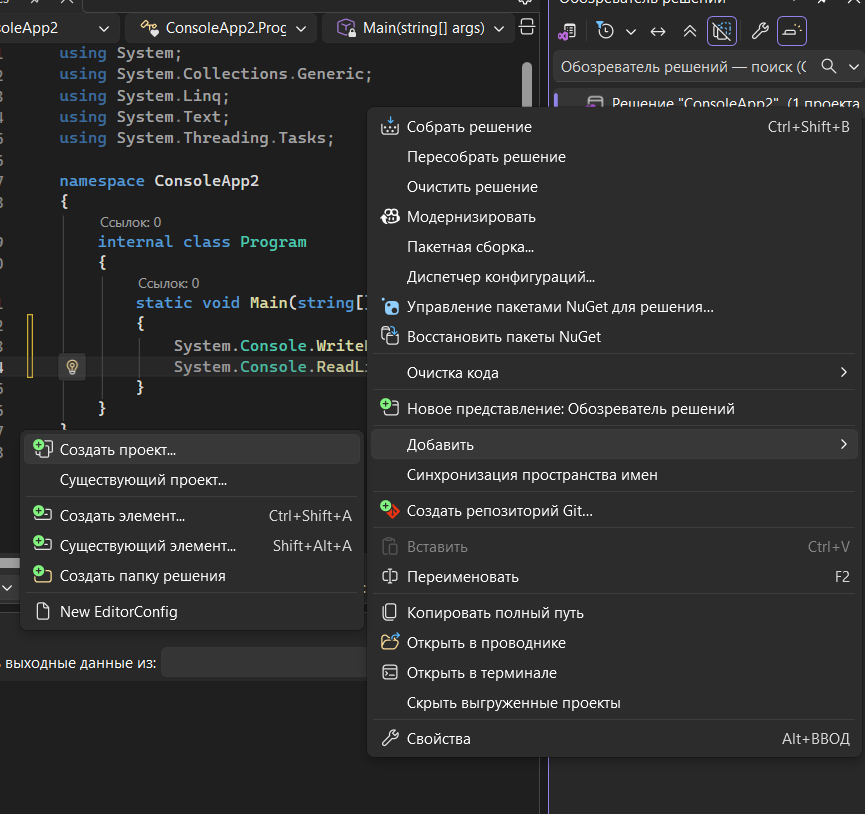 ConsoleApp2.Prog
Main(string[] args)
using System;
using System.Collections.Generic;
using System.Linq;
using System.Text;
using System.Threading.Tasks;
namespace ConsoleApp2
{
Ссылок: 0
internal class Program
{
Ссылок: 0
static void Main(string[]
{
System.Console.Write
System.Console.ReadLi
}
}
Обозреватель решений
Обозреватель решений — поиск (C
Решение "ConsoleApp2" (1 проекта
Собрать решение Ctrl+Shift+B
Пересобрать решение
Очистить решение
Модернизировать
Пакетная сборка...
Диспетчер конфигураций...
Управление пакетами NuGet для решения...
Восстановить пакеты NuGet
Очистка кода
Новое представление: Обозреватель решений
Добавить
Синхронизация пространства имен
Создать репозиторий Git...
Вставить Ctrl+V
Переименовать F2
Копировать полный путь
Открыть в проводнике
Открыть в терминале
Скрыть выгруженные проекты
Свойства Alt+ВВОД
Создать проект...
Существующий проект...
Создать элемент... Ctrl+Shift+A
Существующий элемент... Shift+Alt+A
Создать папку решения
New EditorConfig
выходные данные из: